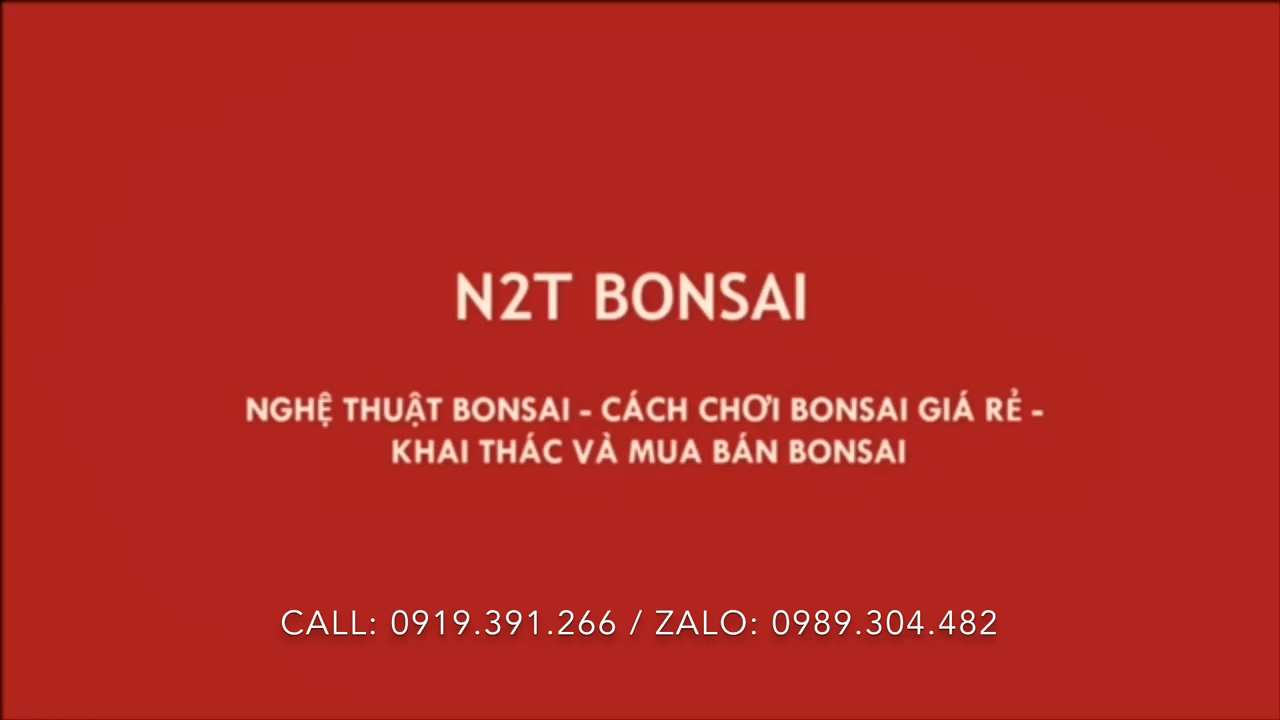 N2T BONSAI
NGHỆ THUẬT BONSAI - CÁCH CHƠI BONSAI GIÁ RẺ -
KHAI THÁC VÀ MUA BÁN BONSAI
CALL: 0919.391.266 / ZALO: 0989.304.482